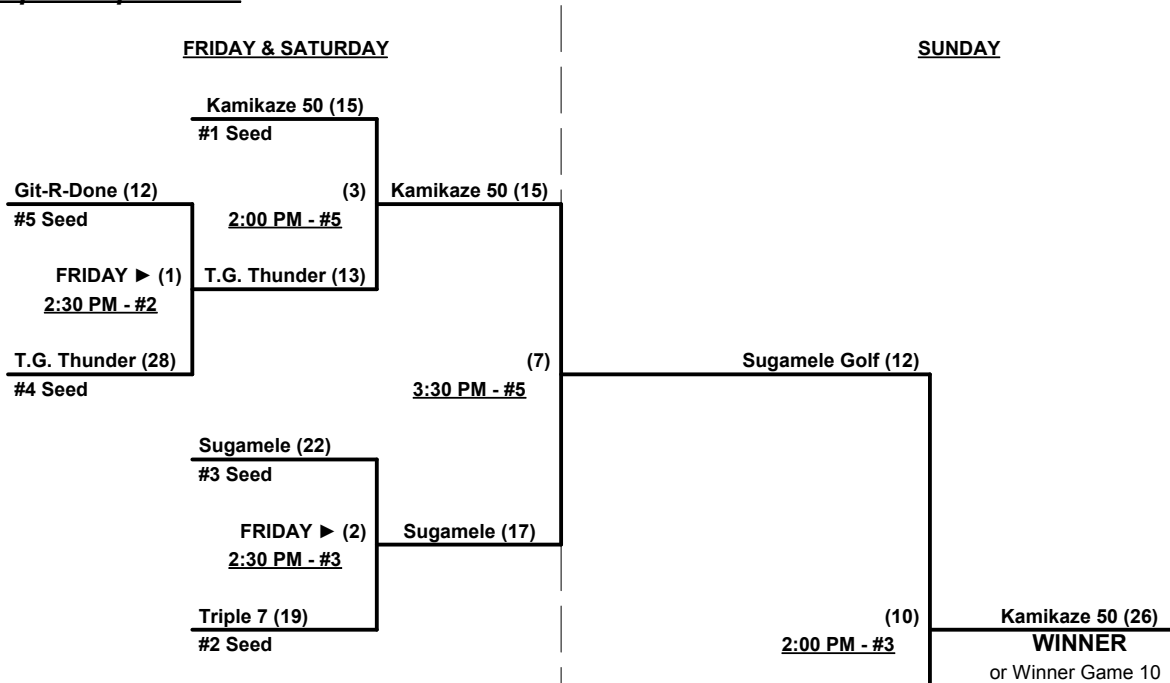 FRIDAY & SATURDAY
SUNDAY
Kamikaze 50 (15)
#1 Seed
Git-R-Done (12)
(3)
Kamikaze 50 (15)
#5 Seed
2:00 PM - #5
FRIDAY ► (1)
T.G. Thunder (13)
2:30 PM - #2
T.G. Thunder (28)
(7)
Sugamele Golf (12)
#4 Seed
3:30 PM - #5
Sugamele (22)
#3 Seed
FRIDAY ► (2)
Sugamele (17)
2:30 PM - #3
Triple 7 (19)
(10)
Kamikaze 50 (26)
#2 Seed
2:00 PM - #3
WINNER
or Winner Game 10